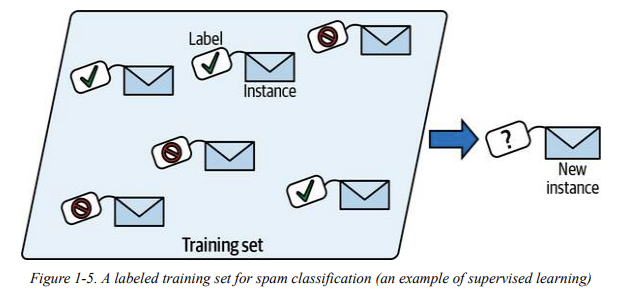 Label
Instance
?
New
instance
Training set
Figure 1-5. A labeled training set for spam classification (an example of supervised learning)